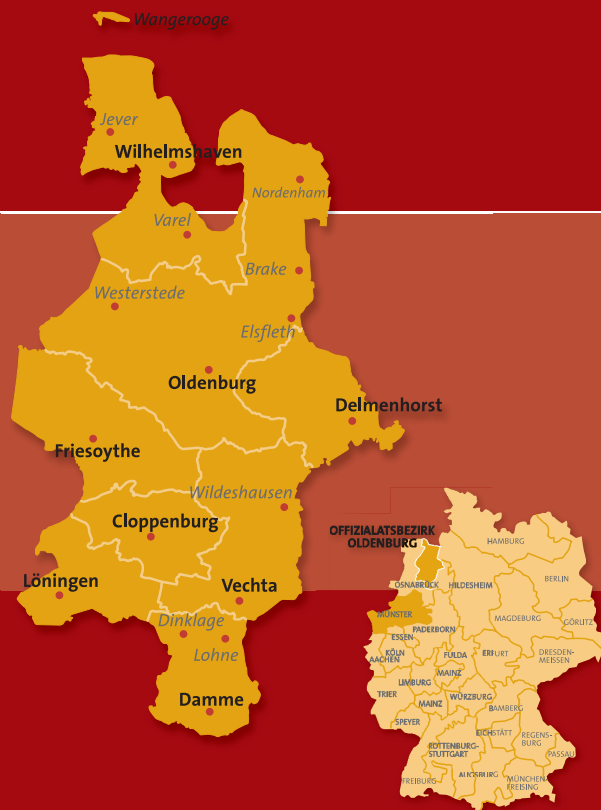 Wangerooge
Jever
Wilhelmshaven
Nordenham
Varel
Brake
Westerstede
Elsfleth
Oldenburg
Delmenhorst
Friesoythe
Wildeshausen
Cloppenburg
Löningen
Vechta
Dinklage
Lohne
Damme
OFFIZIALATSBEZIRK
OLDENBURG
HAMBURG
OSNABRÜCK
HILDESHEIM
BERLIN
MÜNSTER
MAGDEBURG
GÖRLITZ
PADERBORN
ESSEN
KÖLN
AACHEN
FULDA
ERFURT
DRESDEN-
MEISSEN
MAINZ
LIMBURG
TRIER
WÜRZBURG
MAINZ
BAMBERG
SPEYER
EICHSTÄTT
REGENS-
BURG
ROTTENBURG-
STUTTGART
PASSAU
AUGSBURG
FREIBURG
MÜNCHEN
FREISING